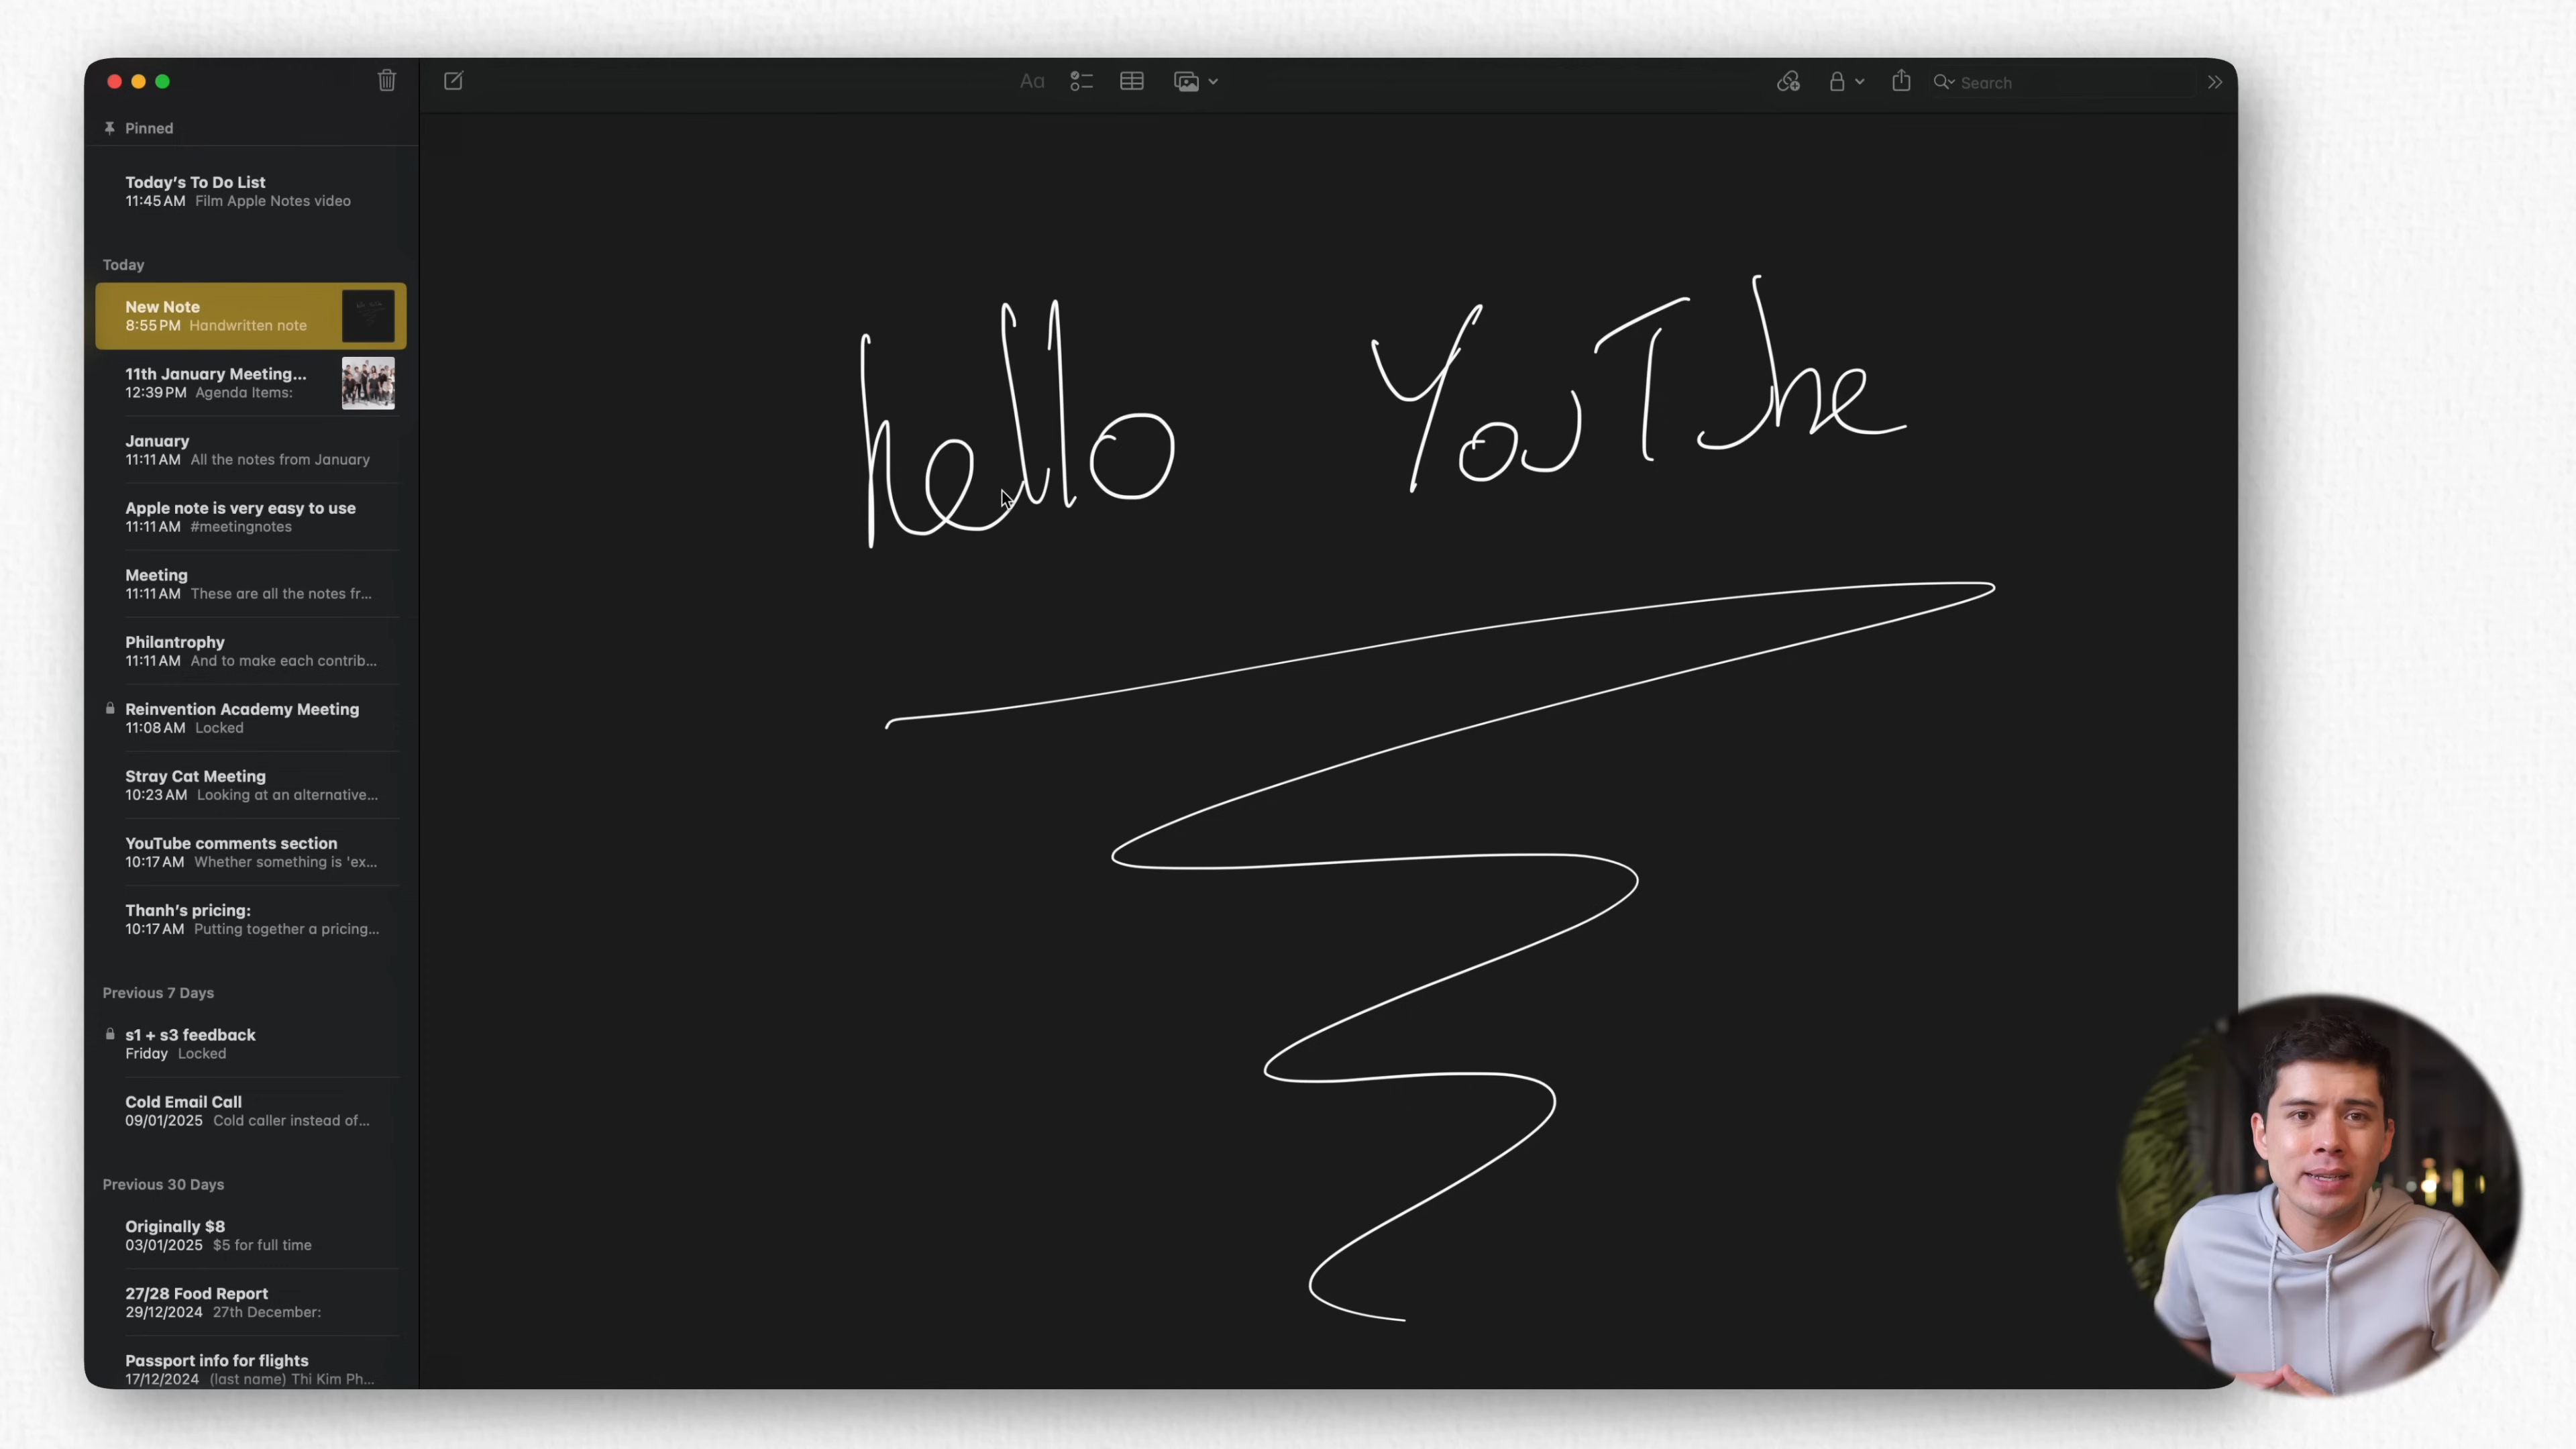 Aa
Search
Pinned
Today's To Do List
11:45 AM Film Apple Notes video
Today
New Note
8:55 PM Handwritten note
11th January Meeting...
12:39 PM Agenda Items:
January
11:11 AM All the notes from January
Apple note is very easy to use
11:11 AM #meetingnotes
Meeting
11:11 AM These are all the notes fr...
Philantrophy
11:11 AM And to make each contrib...
Reinvention Academy Meeting
11:08 AM Locked
Stray Cat Meeting
10:23 AM Looking at an alternative...
YouTube comments section
10:17 AM Whether something is 'ex...
Thanh's pricing:
10:17 AM Putting together a pricing...
Previous 7 Days
s1 + s3 feedback
Friday Locked
Cold Email Call
09/01/2025 Cold caller instead of...
Previous 30 Days
Originally $8
03/01/2025 $5 for full time
27/28 Food Report
29/12/2024 27th December:
Passport info for flights
17/12/2024 (last name) Thi Kim Ph...
hello YouTube